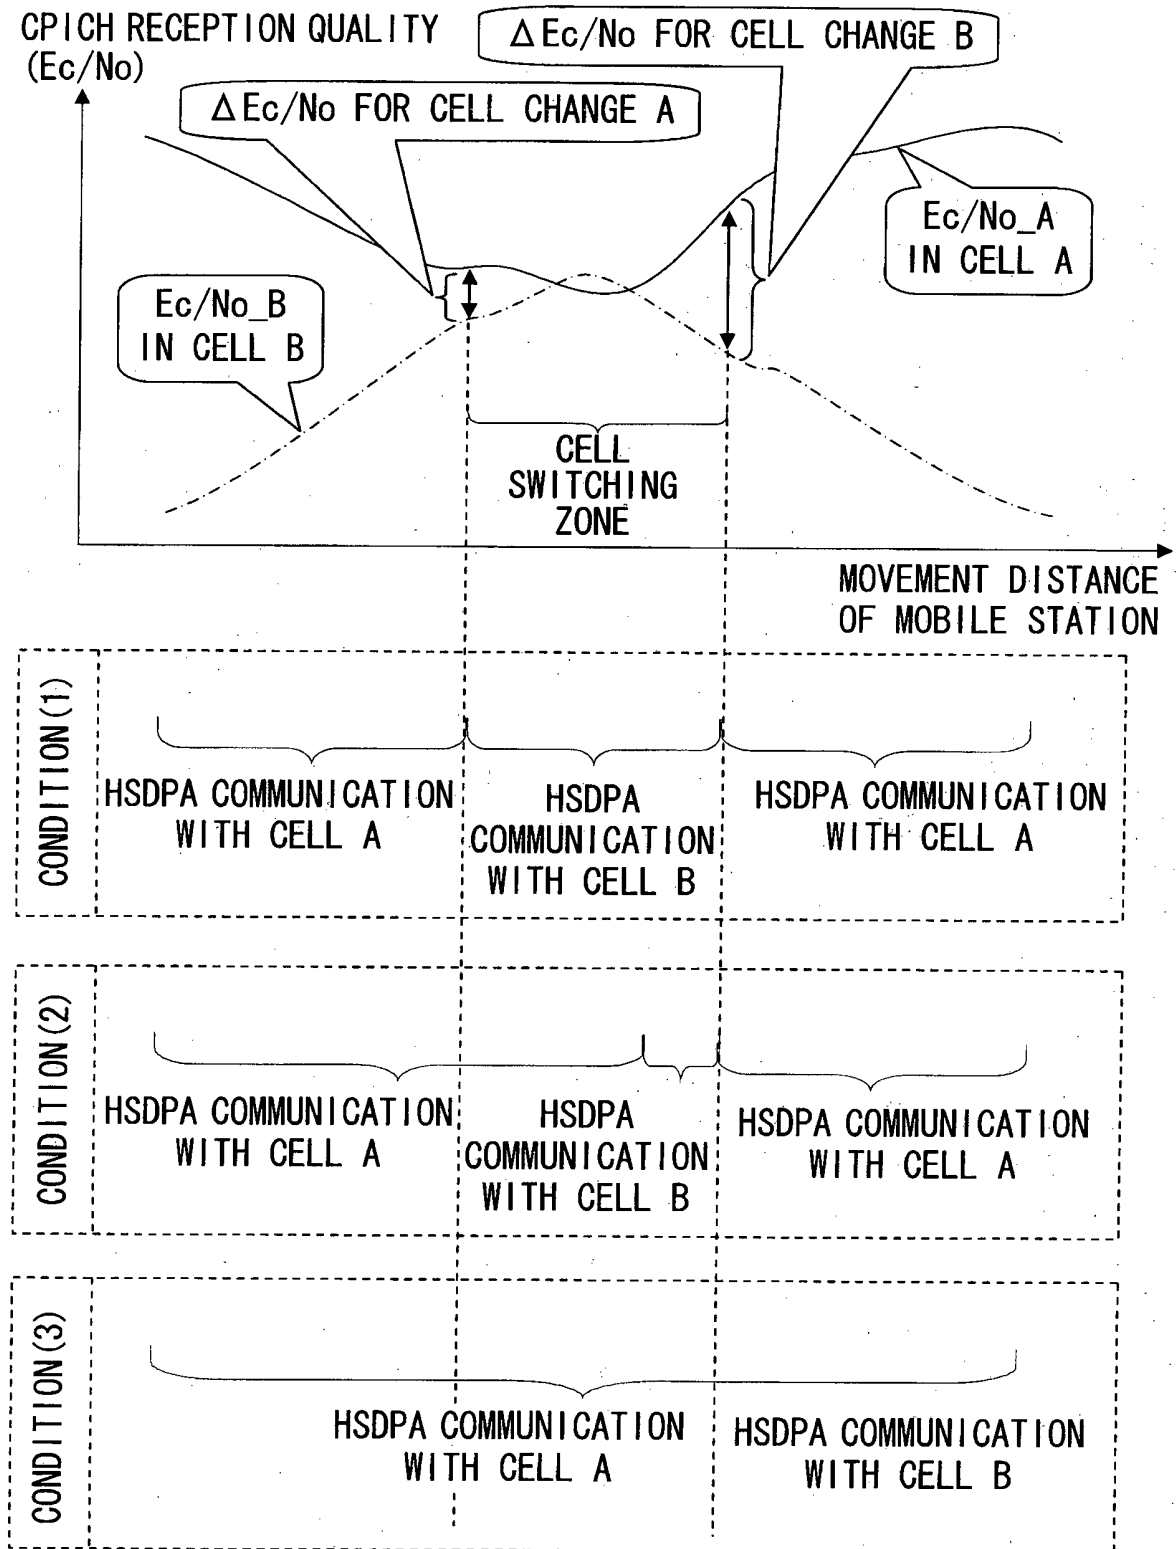 CPICH RECEPTION QUALITY
(Ec/No)
ΔEc/No FOR CELL CHANGE B
ΔEc/No FOR CELL CHANGE A
Ec/No_A
IN CELL A
Ec/No_B
IN CELL B
CELL
SWITCHING
ZONE
MOVEMENT DISTANCE
OF MOBILE STATION
CONDITION(1)
HSDPA COMMUNICATION
WITH CELL A
HSDPA
COMMUNICATION
WITH CELL B
HSDPA COMMUNICATION
WITH CELL A
CONDITION(2)
HSDPA COMMUNICATION
WITH CELL A
HSDPA
COMMUNICATION
WITH CELL B
HSDPA COMMUNICATION
WITH CELL A
CONDITION(3)
HSDPA COMMUNICATION
WITH CELL A
HSDPA COMMUNICATION
WITH CELL B